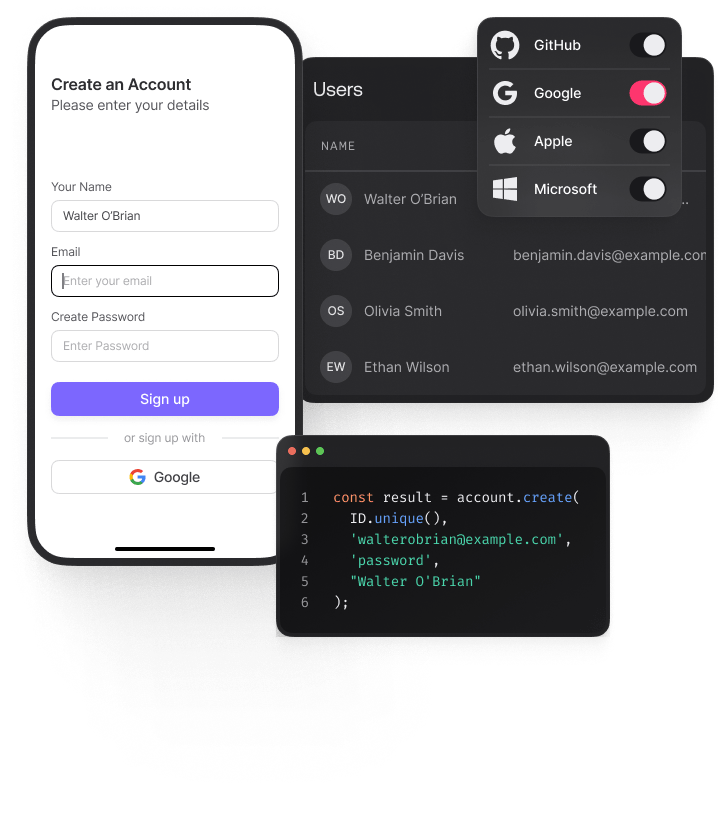 Create an Account
Please enter your details
Your Name
Walter O'Brian
Email
Enter your email
Create Password
Enter Password
Sign up
or sign up with
Google
Users
NAME
WO Walter O'Brian ..
BD Benjamin Davis benjamin.davis@example.com
OS Olivia Smith olivia.smith@example.com
EW Ethan Wilson ethan.wilson@example.com
GitHub
Google
Apple
Microsoft
1 const result = account.create(
2 ID.unique(),
3 'walterobrian@example.com',
4 'password',
5 "Walter O'Brian"
6 );